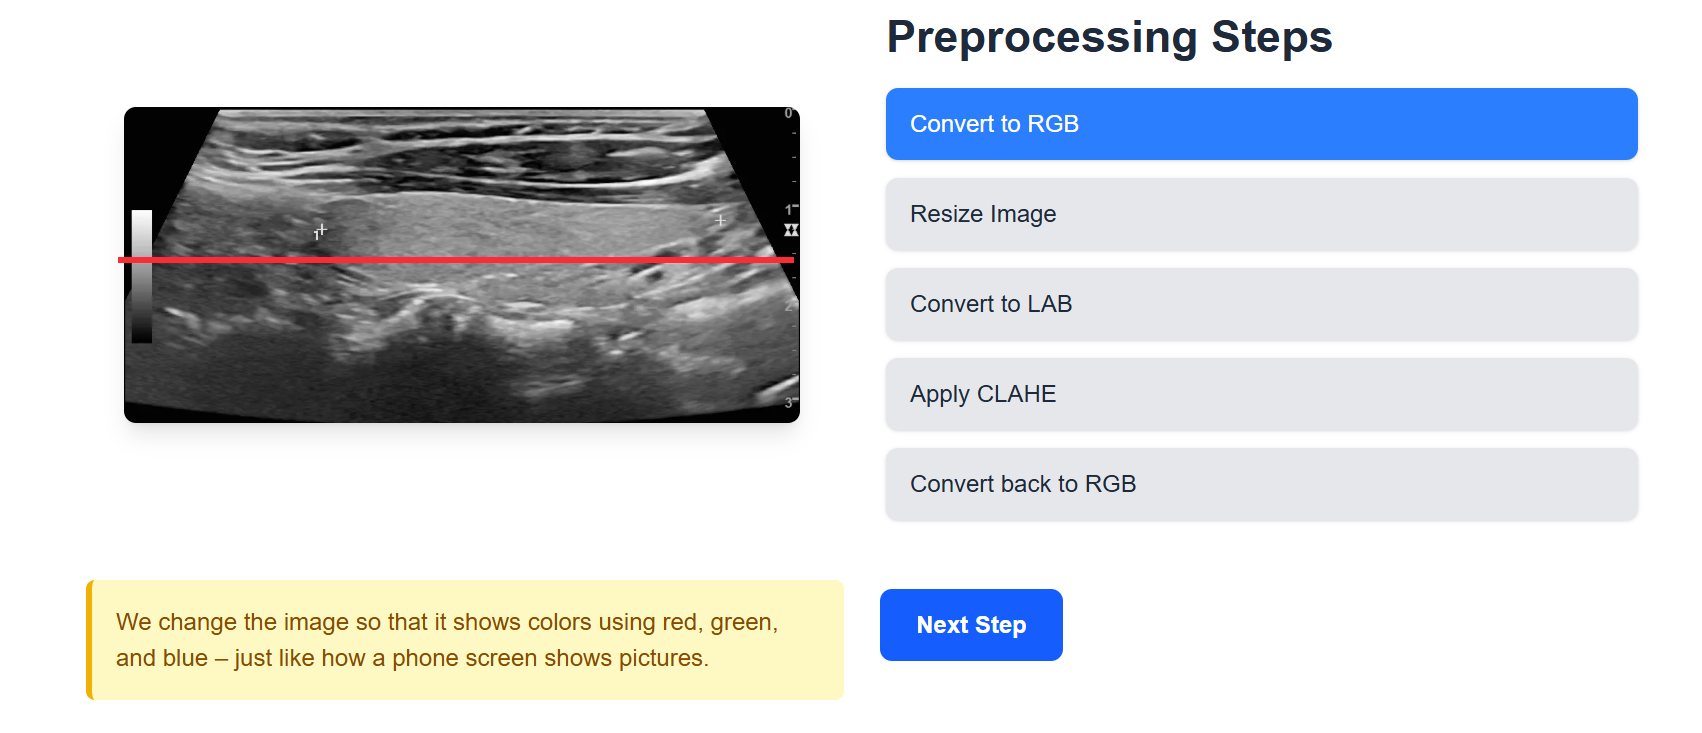 Preprocessing Steps
Convert to RGB
Resize Image
Convert to LAB
Apply CLAHE
Convert back to RGB
0
1
1
2
3
We change the image so that it shows colors using red, green,
and blue – just like how a phone screen shows pictures.
Next Step